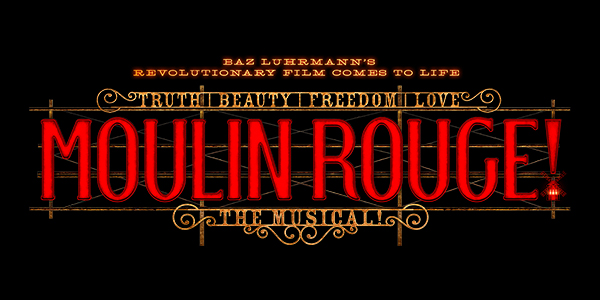 BAZ LUHRMANN'S
REVOLUTIONARY FILM COMES TO LIFE
TRUTH | BEAUTY | FREEDOM | LOVE
MOULIN ROUGE!
THE MUSICAL!